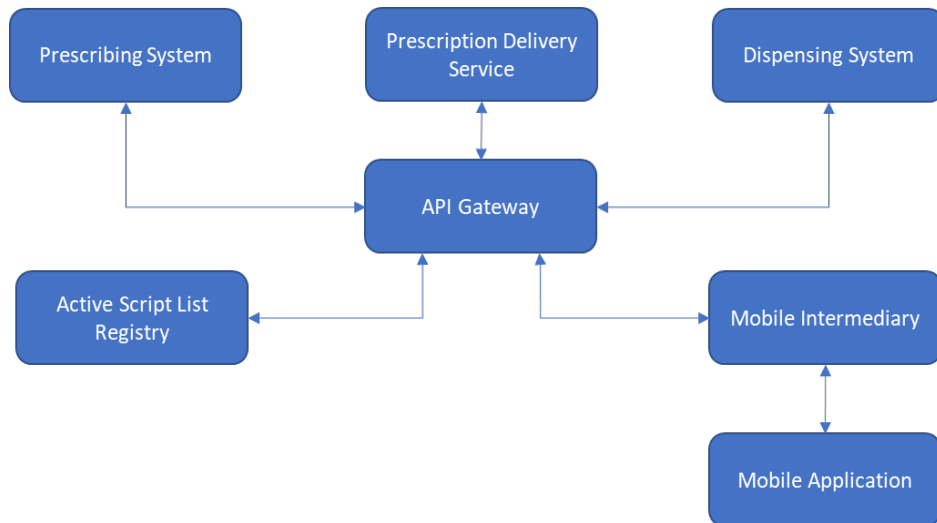 Prescribing System
Prescription Delivery
Service
Dispensing System
API Gateway
Active Script List
Registry
Mobile Intermediary
Mobile Application